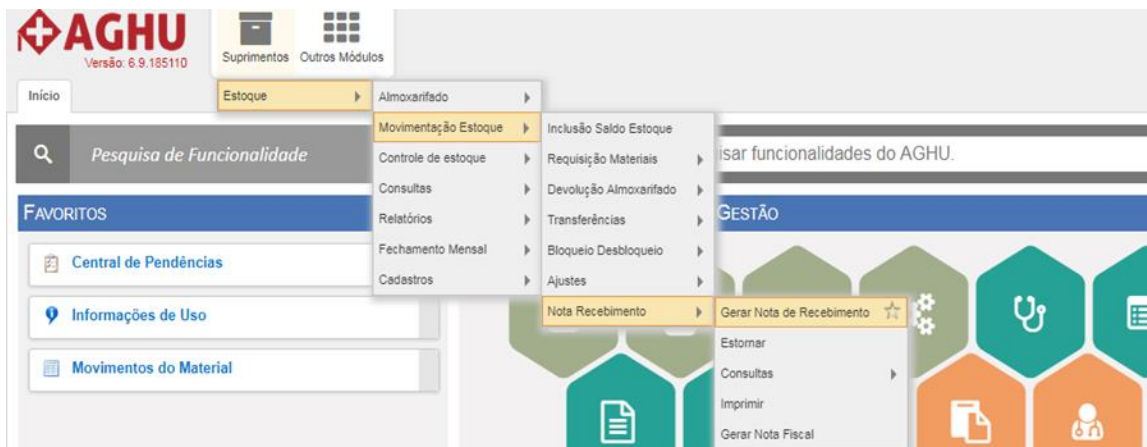 AGHU
Versão: 6.9.185110
Suprimentos
Outros Módulos
Início
Estoque
Almoxarifado
Movimentação Estoque
Controle de estoque
Consultas
Relatórios
Fechamento Mensal
Cadastros
Inclusão Saldo Estoque
Requisição Materiais
Devolução Almoxarifado
Transferências
Bloqueio Desbloqueio
Ajustes
Nota Recebimento
Gerar Nota de Recebimento
Estornar
Consultas
Imprimir
Gerar Nota Fiscal
Pesquisa de Funcionalidade
isar funcionalidades do AGHU.
FAVORITOS
Central de Pendências
Informações de Uso
Movimentos do Material
GESTÃO